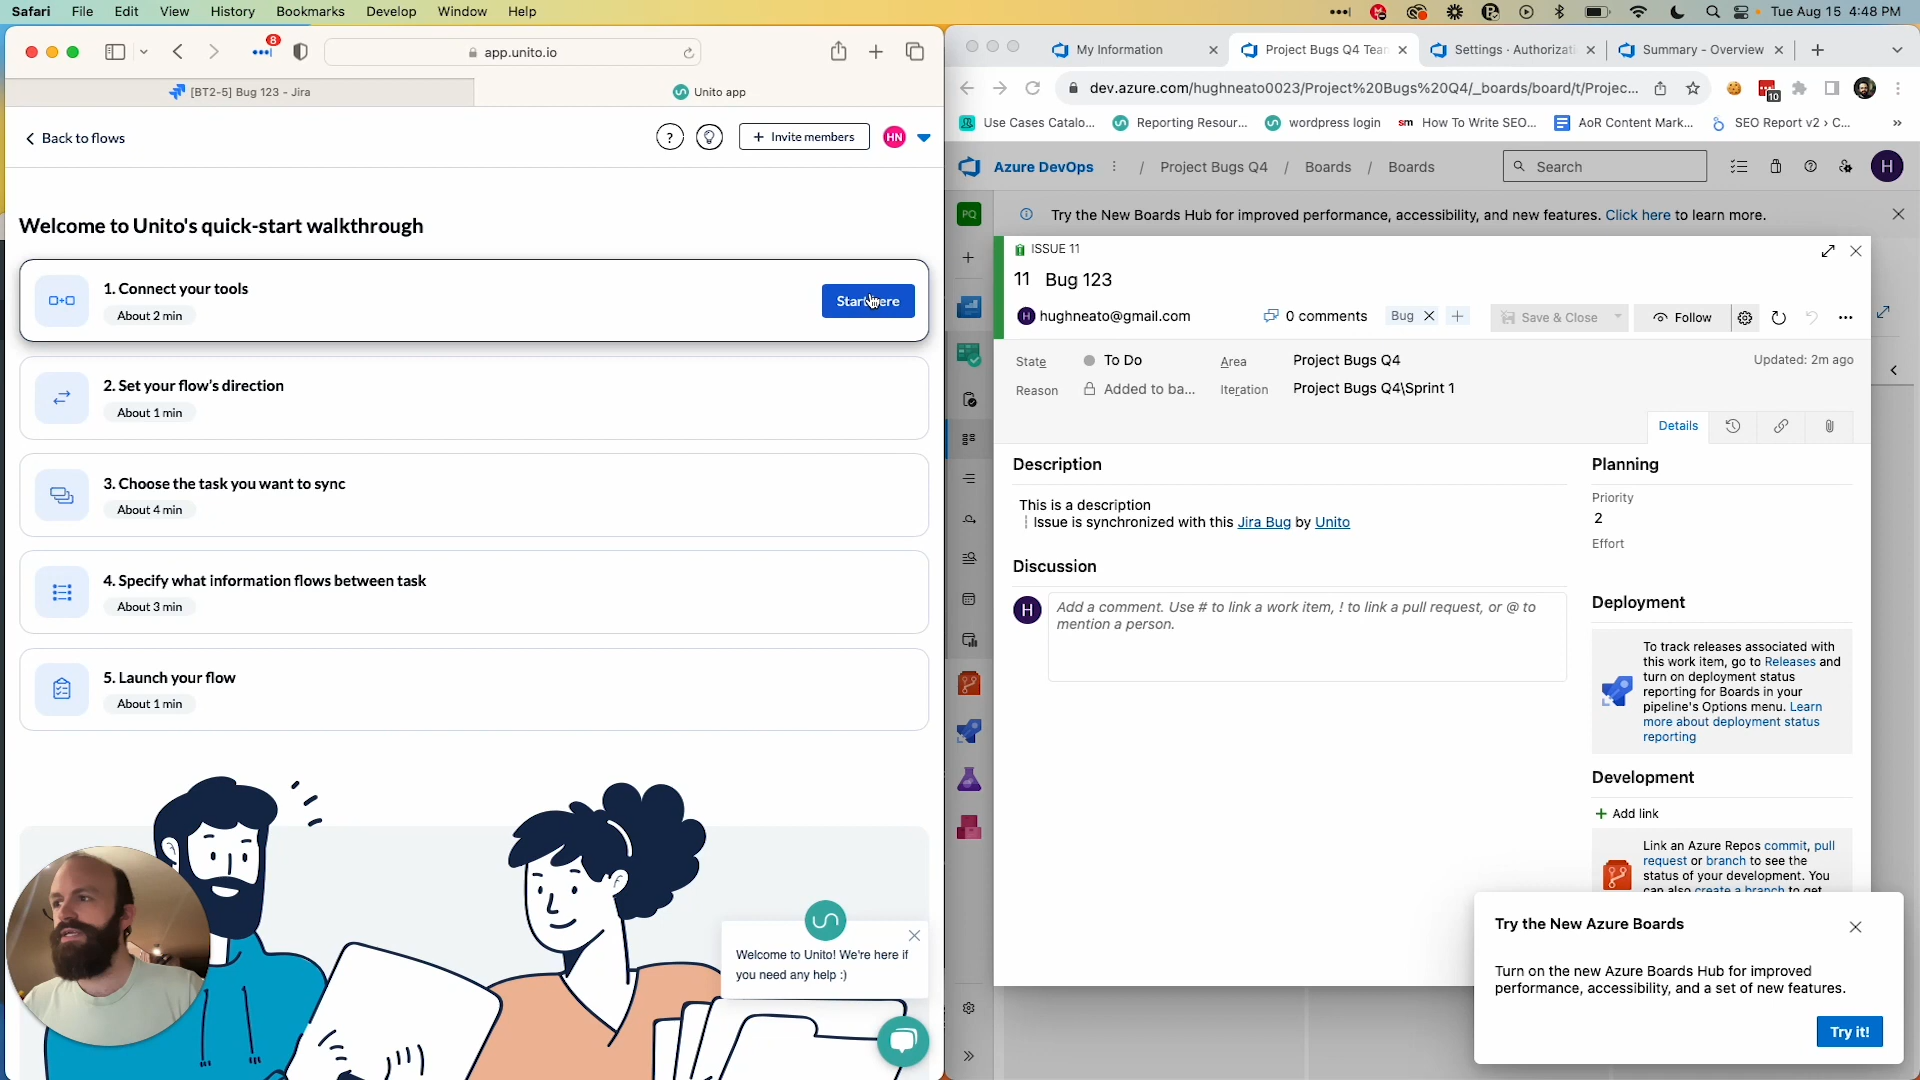 Safari File Edit View History Bookmarks Develop Window Help
Tue Aug 15 4:48 PM
8
app.unito.io
[BT2-5] Bug 123 - Jira
Unito app
Back to flows
?
+ Invite members
HN
Welcome to Unito's quick-start walkthrough
1. Connect your tools
About 2 min
2. Set your flow's direction
About 1 min
3. Choose the task you want to sync
About 4 min
4. Specify what information flows between task
About 3 min
5. Launch your flow
About 1 min
Welcome to Unito! We're here if
you need any help :)
My Information
Project Bugs Q4 Tea
Settings · Authorizat
Summary - Overview
dev.azure.com/hughneato0023/Project%20Bugs%20Q4/_boards/board/t/Projec...
10
Use Cases Catalo...
Reporting Resour...
wordpress login
sm How To Write SEO...
AoR Content Mark...
SEO Report v2 › C...
»
Azure DevOps / Project Bugs Q4 / Boards / Boards
Search
H
PQ
Try the New Boards Hub for improved performance, accessibility, and new features. Click here to learn more.
ISSUE 11
11 Bug 123
H hughneato@gmail.com
0 comments
Bug
Save & Close
Follow
State
To Do
Area
Project Bugs Q4
Updated: 2m ago
Reason
Added to ba...
Iteration
Project Bugs Q4\Sprint 1
Details
Description
This is a description
Issue is synchronized with this Jira Bug by Unito
Discussion
H
Add a comment. Use # to link a work item, ! to link a pull request, or @ to
mention a person.
Planning
Priority
2
Effort
Deployment
To track releases associated with
this work item, go to Releases and
turn on deployment status
reporting for Boards in your
pipeline's Options menu. Learn
more about deployment status
reporting
Development
+ Add link
Link an Azure Repos commit, pull
request or branch to see the
status of your development. You
can also create a branch to get
Try the New Azure Boards
Turn on the new Azure Boards Hub for improved
performance, accessibility, and a set of new features.
Try it!